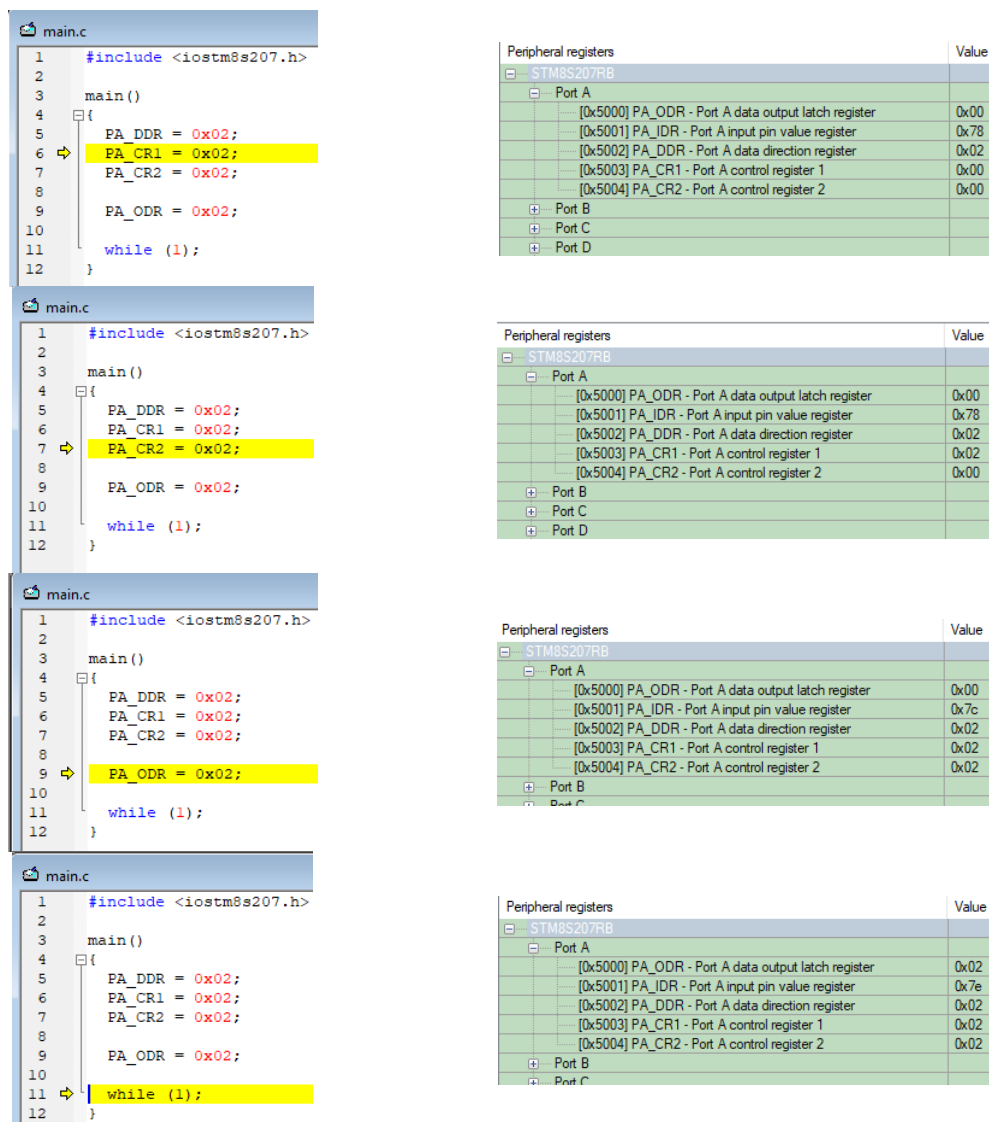 main.c
1 #include <iostm8s207.h>
2
3 main()
4 {
5 PA_DDR = 0x02;
6 PA_CR1 = 0x02;
7 PA_CR2 = 0x02;
8
9 PA_ODR = 0x02;
10
11 while (1);
12 }
Peripheral registers Value
STM8S207RB
Port A
[0x5000] PA_ODR - Port A data output latch register 0x00
[0x5001] PA_IDR - Port A input pin value register 0x78
[0x5002] PA_DDR - Port A data direction register 0x02
[0x5003] PA_CR1 - Port A control register 1 0x00
[0x5004] PA_CR2 - Port A control register 2 0x00
Port B
Port C
Port D
main.c
1 #include <iostm8s207.h>
2
3 main()
4 {
5 PA_DDR = 0x02;
6 PA_CR1 = 0x02;
7 PA_CR2 = 0x02;
8
9 PA_ODR = 0x02;
10
11 while (1);
12 }
Peripheral registers Value
STM8S207RB
Port A
[0x5000] PA_ODR - Port A data output latch register 0x00
[0x5001] PA_IDR - Port A input pin value register 0x78
[0x5002] PA_DDR - Port A data direction register 0x02
[0x5003] PA_CR1 - Port A control register 1 0x02
[0x5004] PA_CR2 - Port A control register 2 0x00
Port B
Port C
Port D
main.c
1 #include <iostm8s207.h>
2
3 main()
4 {
5 PA_DDR = 0x02;
6 PA_CR1 = 0x02;
7 PA_CR2 = 0x02;
8
9 PA_ODR = 0x02;
10
11 while (1);
12 }
Peripheral registers Value
STM8S207RB
Port A
[0x5000] PA_ODR - Port A data output latch register 0x00
[0x5001] PA_IDR - Port A input pin value register 0x7c
[0x5002] PA_DDR - Port A data direction register 0x02
[0x5003] PA_CR1 - Port A control register 1 0x02
[0x5004] PA_CR2 - Port A control register 2 0x02
Port B
Port C
main.c
1 #include <iostm8s207.h>
2
3 main()
4 {
5 PA_DDR = 0x02;
6 PA_CR1 = 0x02;
7 PA_CR2 = 0x02;
8
9 PA_ODR = 0x02;
10
11 while (1);
12 }
Peripheral registers Value
STM8S207RB
Port A
[0x5000] PA_ODR - Port A data output latch register 0x02
[0x5001] PA_IDR - Port A input pin value register 0x7e
[0x5002] PA_DDR - Port A data direction register 0x02
[0x5003] PA_CR1 - Port A control register 1 0x02
[0x5004] PA_CR2 - Port A control register 2 0x02
Port B
Port C